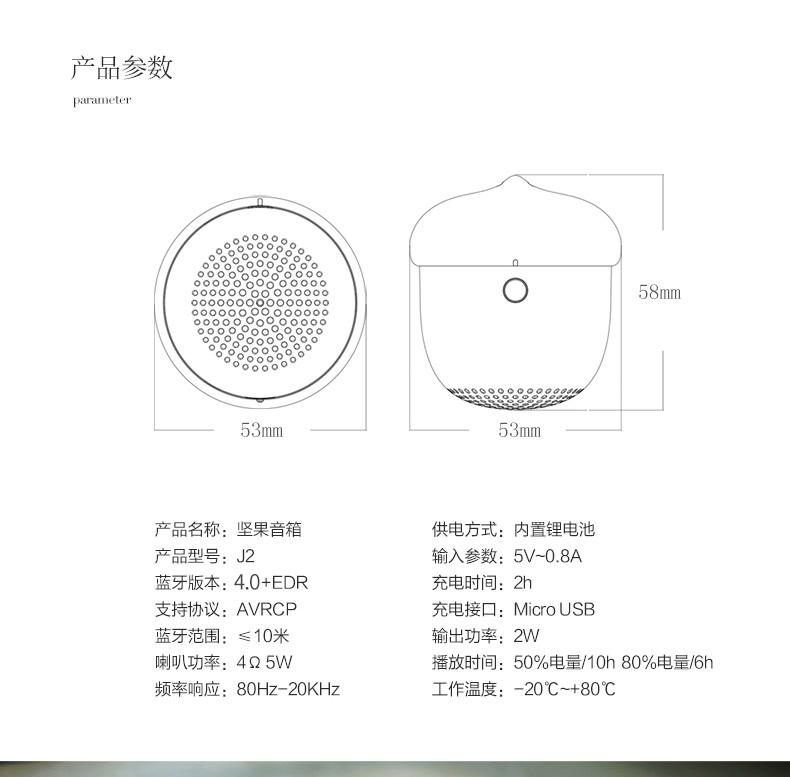 产品参数
parameter
58mm
53mm
53mm
产品名称：坚果音箱
产品型号：J2
蓝牙版本：4.0+EDR
支持协议：AVRCP
蓝牙范围：≤10米
喇叭功率：4Ω 5W
频率响应：80Hz-20KHz
供电方式：内置锂电池
输入参数：5V~0.8A
充电时间：2h
充电接口：Micro USB
输出功率：2W
播放时间：50%电量/10h 80%电量/6h
工作温度：-20℃~+80℃